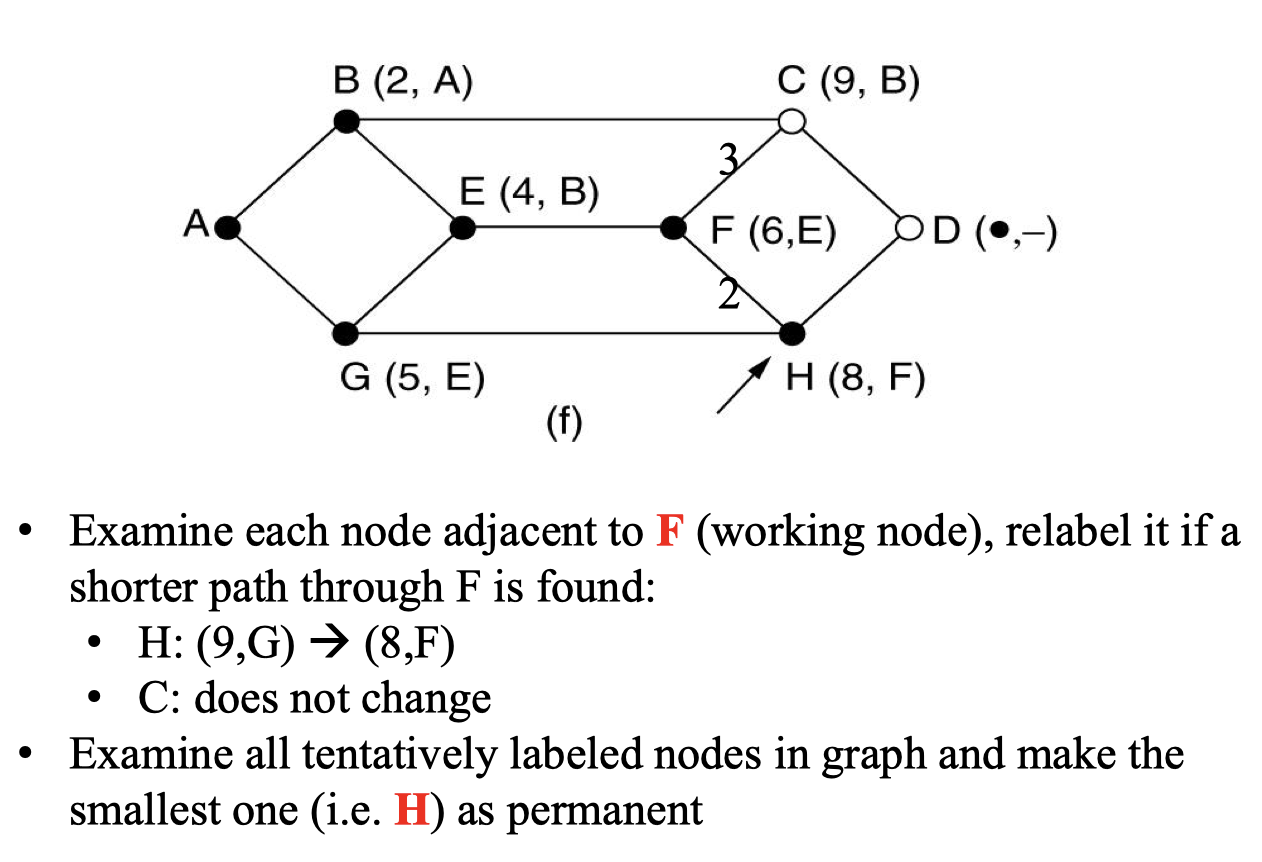 B (2, A)
C (9, B)
3
E (4, B)
A
F (6,E)
D (●,–)
2
G (5, E)
H (8, F)
(f)
• Examine each node adjacent to F (working node), relabel it if a
shorter path through F is found:
• H: (9,G) → (8,F)
• C: does not change
• Examine all tentatively labeled nodes in graph and make the
smallest one (i.e. H) as permanent